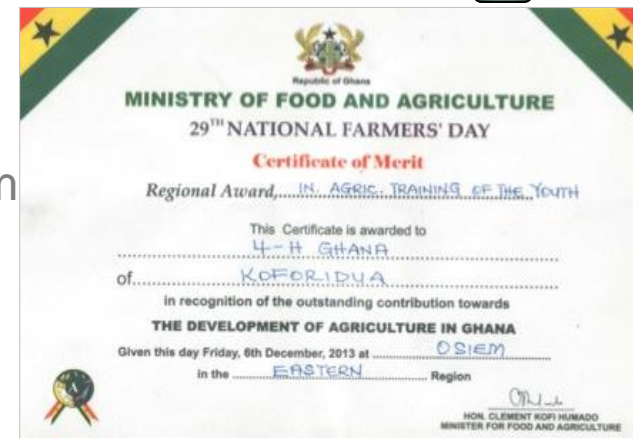 Republic of Ghana
MINISTRY OF FOOD AND AGRICULTURE
29TH NATIONAL FARMERS' DAY
Certificate of Merit
Regional Award,....IN. AGRIC. TRAINING OF THE YOUTH
This Certificate is awarded to
4-H GHANA
of KOFORIDUA
in recognition of the outstanding contribution towards
THE DEVELOPMENT OF AGRICULTURE IN GHANA
Given this day Friday, 6th December, 2013 at OSIEM
in the EASTERN Region
HON. CLEMENT KOFI HUMADO
MINISTER FOR FOOD AND AGRICULTURE